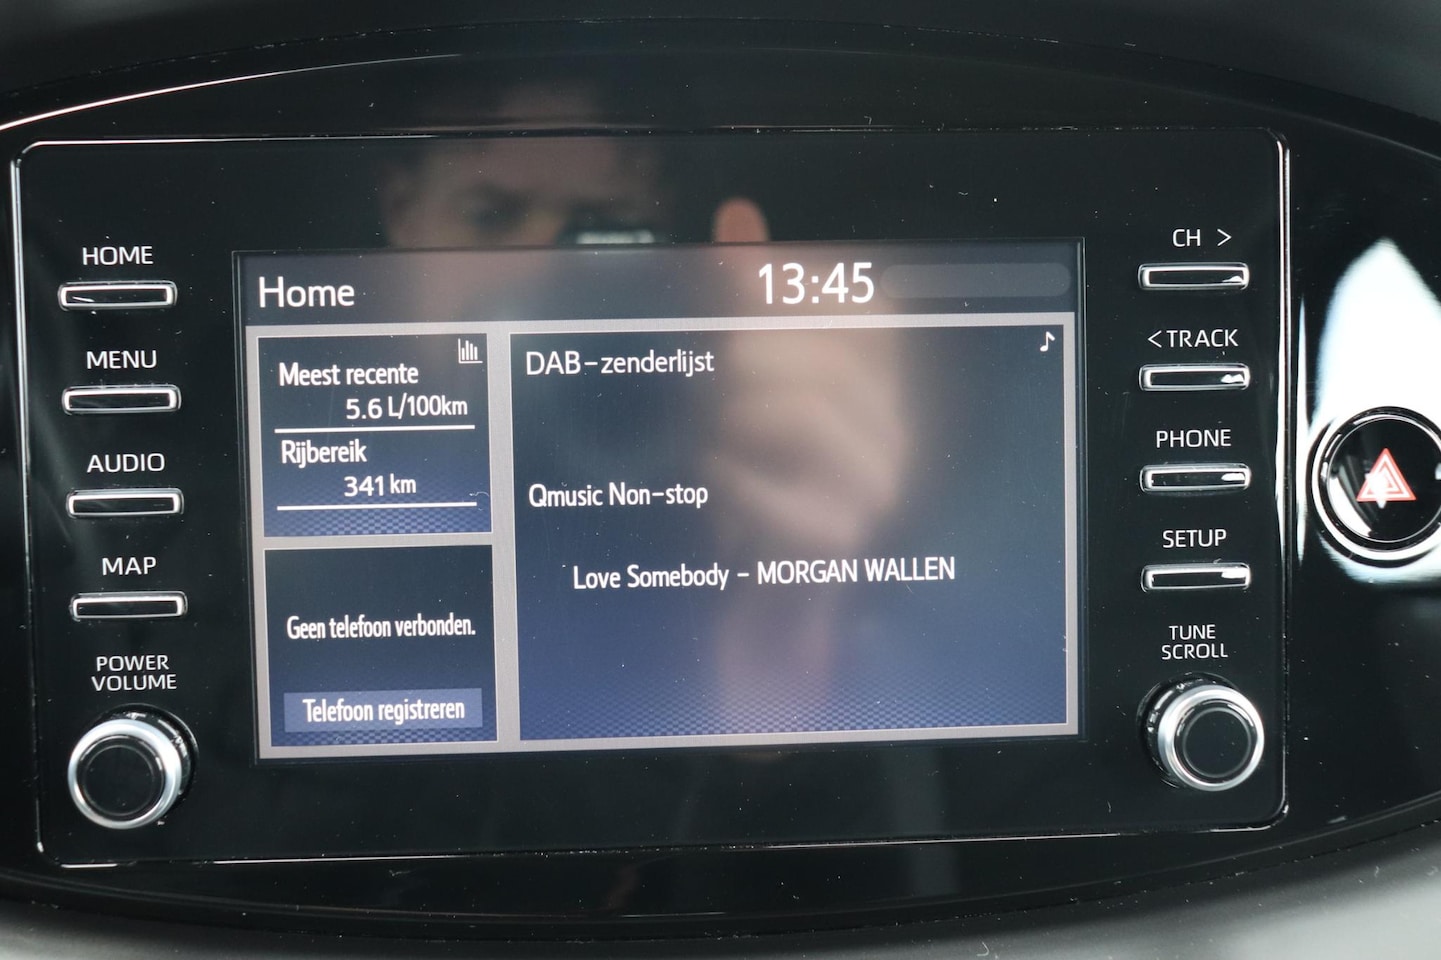 HOME
MENU
AUDIO
MAP
POWER
VOLUME
Home
13:45
Meest recente
5.6 L/100km
Rijbereik
341 km
Geen telefoon verbonden.
Telefoon registreren
DAB-zenderlijst
Qmusic Non-stop
Love Somebody - MORGAN WALLEN
CH >
< TRACK
PHONE
SETUP
TUNE
SCROLL